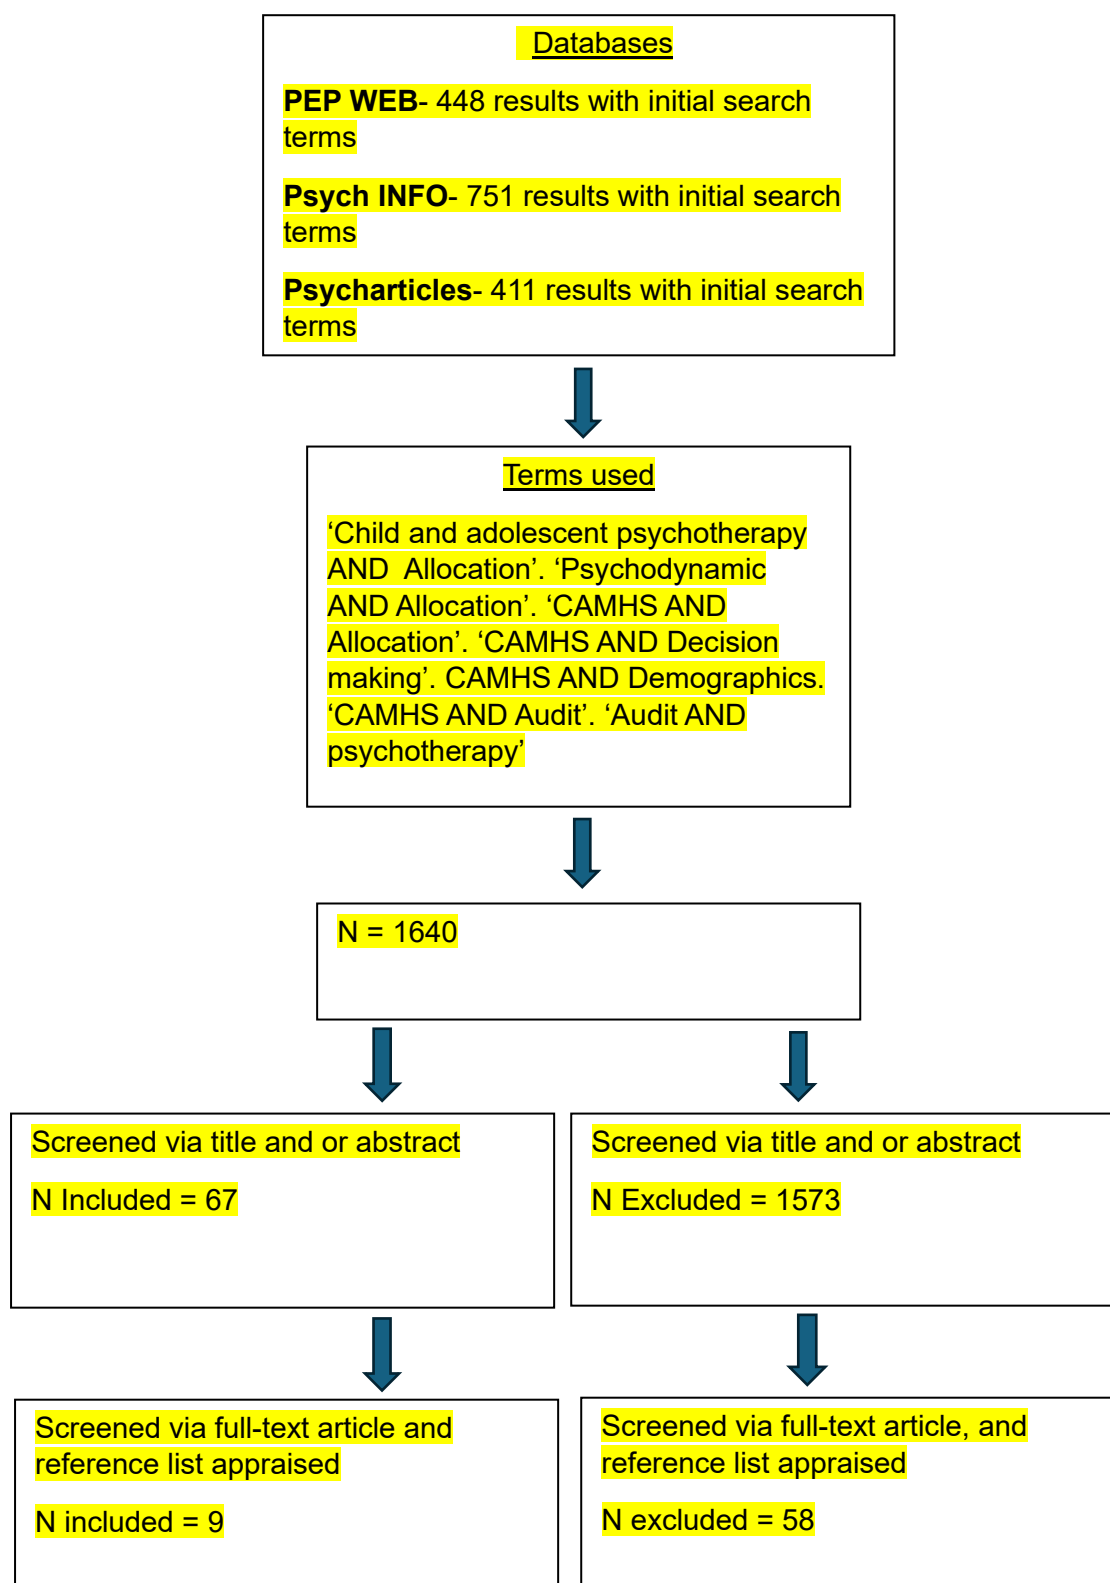 Databases
PEP WEB- 448 results with initial search
terms
Psych INFO- 751 results with initial search
terms
Psycharticles- 411 results with initial search
terms
Terms used
‘Child and adolescent psychotherapy
AND Allocation’. ‘Psychodynamic
AND Allocation’. ‘CAMHS AND
Allocation’. ‘CAMHS AND Decision
making’. CAMHS AND Demographics.
‘CAMHS AND Audit’. ‘Audit AND
psychotherapy’
N = 1640
Screened via title and or abstract
N Included = 67
Screened via title and or abstract
N Excluded = 1573
Screened via full-text article and
reference list appraised
N included = 9
Screened via full-text article, and
reference list appraised
N excluded = 58